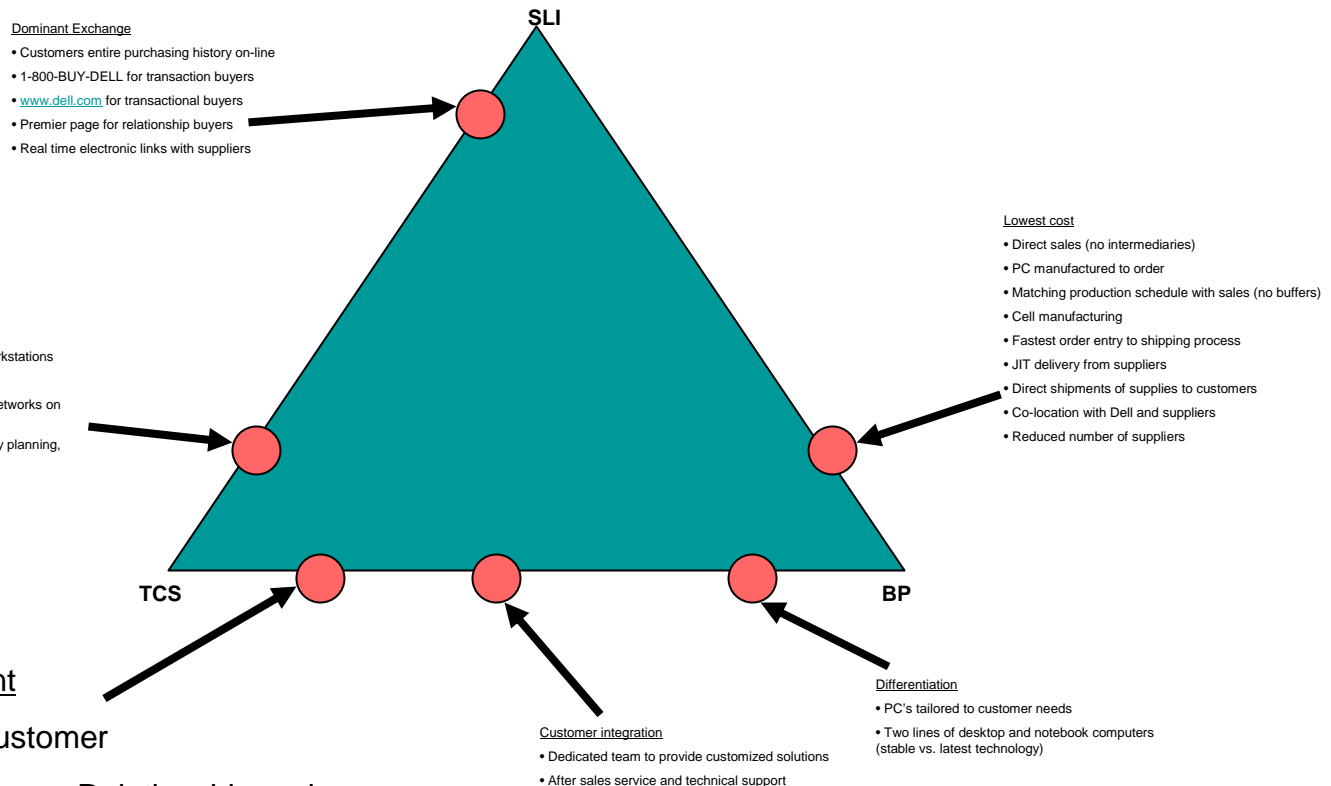 SLI
Dominant Exchange
• Customers entire purchasing history on-line
• 1-800-BUY-DELL for transaction buyers
• www.dell.com for transactional buyers
• Premier page for relationship buyers
• Real time electronic links with suppliers
Lowest cost
• Direct sales (no intermediaries)
• PC manufactured to order
• Matching production schedule with sales (no buffers)
• Cell manufacturing
• Fastest order entry to shipping process
• JIT delivery from suppliers
• Direct shipments of supplies to customers
• Co-location with Dell and suppliers
• Reduced number of suppliers
planning,
TCS
BP
Differentiation
• PC's tailored to customer needs
• Two lines of desktop and notebook computers
(stable vs. latest technology)
Customer integration
• Dedicated team to provide customized solutions
• After sales service and technical support